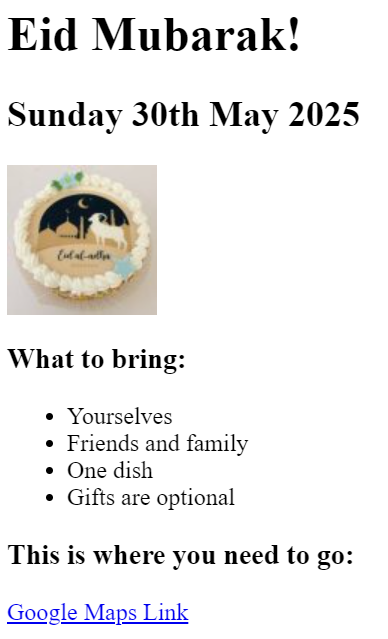 Eid Mubarak!
Sunday 30th May 2025
Eid al-adha
What to bring:
Yourselves
Friends and family
One dish
Gifts are optional
This is where you need to go:
Google Maps Link